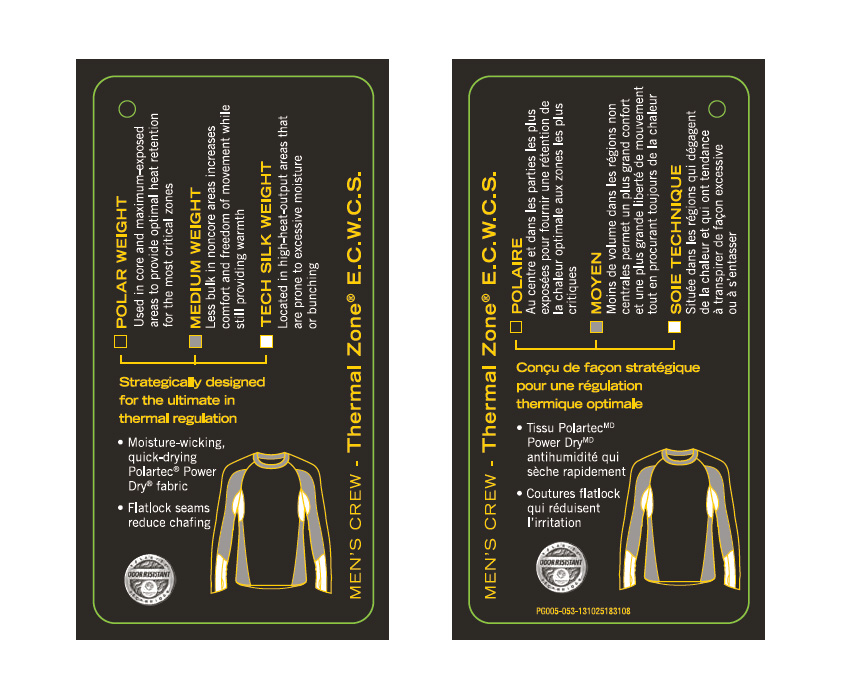 POLAR WEIGHT
Used in core and maximum-exposed
areas to provide optimal heat retention
for the most critical zones
MEDIUM WEIGHT
Less bulk in noncore areas increases
comfort and freedom of movement while
still providing warmth
TECH SILK WEIGHT
Located in high-heat-output areas that
are prone to excessive moisture
or bunching
MEN'S CREW - Thermal Zone® E.C.W.C.S.
Strategically designed
for the ultimate in
thermal regulation
• Moisture-wicking,
quick-drying
Polartec® Power
Dry® fabric
• Flatlock seams
reduce chafing
ODOR RESISTANT
MEN'S CREW - Thermal Zone® E.C.W.C.S.
POLAIRE
Au centre et dans les parties les plus
exposées pour fournir une rétention de
la chaleur optimale aux zones les plus
critiques
MOYEN
Moins de volume dans les régions non
centrales permet un plus grand confort
et une plus grande liberté de mouvement
tout en procurant toujours de la chaleur
SOIE TECHNIQUE
Située dans les régions qui dégagent
de la chaleur et qui ont tendance
à transpirer de façon excessive
ou à s'entasser
Conçu de façon stratégique
pour une régulation
thermique optimale
• Tissu Polartecᴹᴰ
Power Dryᴹᴰ
antihumidité qui
sèche rapidement
• Coutures flatlock
qui réduisent
l'irritation
ODOR RESISTANT
PG005-053-131025183108